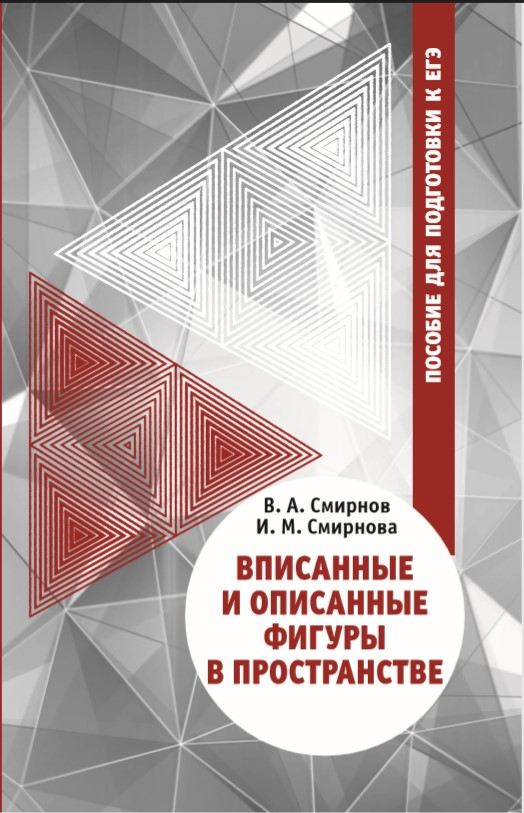 ПОСОБИЕ ДЛЯ ПОДГОТОВКИ К ЕГЭ
В. А. Смирнов
И. М. Смирнова
ВПИСАННЫЕ
И ОПИСАННЫЕ
ФИГУРЫ
В ПРОСТРАНСТВЕ